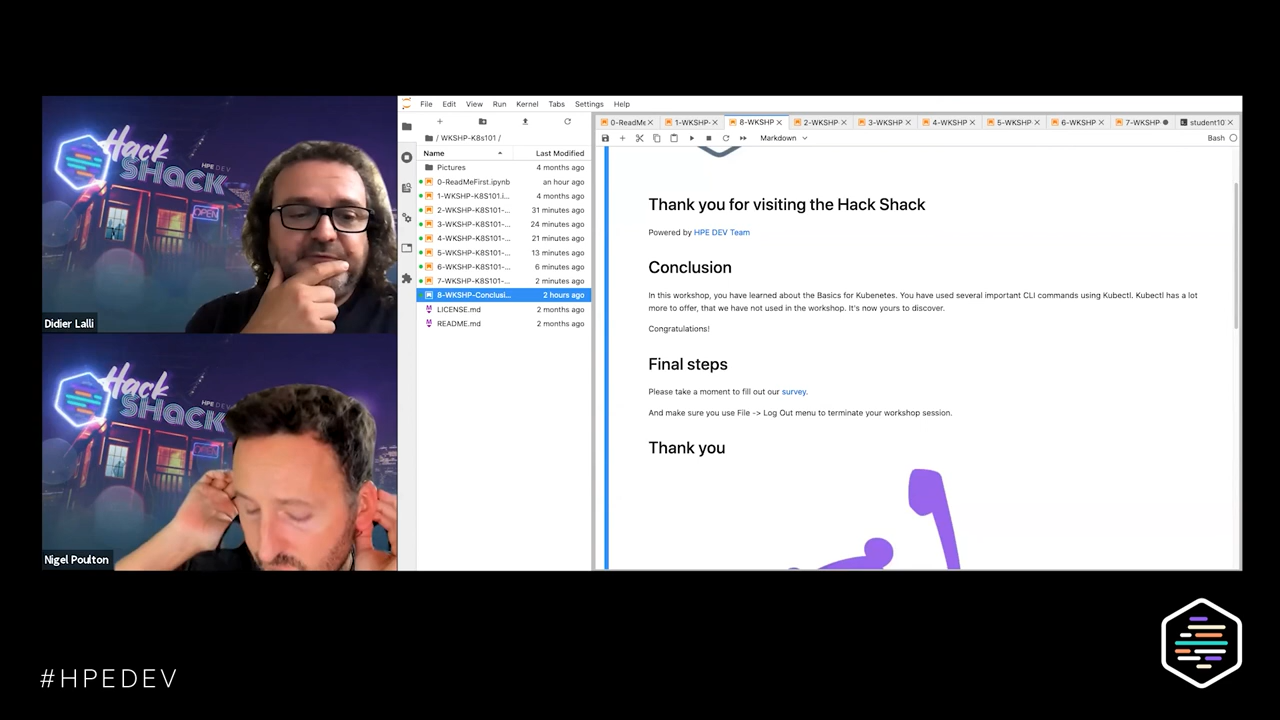 Hack
SHACK
HPE DEV
OPEN
Didier Lalli
Hack
SHACK
HPE DEV
OPEN
Nigel Poulton
File Edit View Run Kernel Tabs Settings Help
/ WKSHP-K8s101 /
Name Last Modified
Pictures 4 months ago
0-ReadMeFirst.ipynb an hour ago
1-WKSHP-K8S101.i... 4 months ago
2-WKSHP-K8S101-... 31 minutes ago
3-WKSHP-K8S101-... 24 minutes ago
4-WKSHP-K8S101-... 21 minutes ago
5-WKSHP-K8S101-... 13 minutes ago
6-WKSHP-K8S101-... 6 minutes ago
7-WKSHP-K8S101-... 2 minutes ago
8-WKSHP-Conclusi... 2 hours ago
LICENSE.md 2 months ago
README.md 2 months ago
0-ReadMe 1-WKSHP- 8-WKSHP 2-WKSHP 3-WKSHP 4-WKSHP 5-WKSHP 6-WKSHP 7-WKSHP student10
Markdown Bash
Thank you for visiting the Hack Shack
Powered by HPE DEV Team
Conclusion
In this workshop, you have learned about the Basics for Kubenetes. You have used several important CLI commands using Kubectl. Kubectl has a lot
more to offer, that we have not used in the workshop. It's now yours to discover.
Congratulations!
Final steps
Please take a moment to fill out our survey.
And make sure you use File -> Log Out menu to terminate your workshop session.
Thank you
#HPEDEV